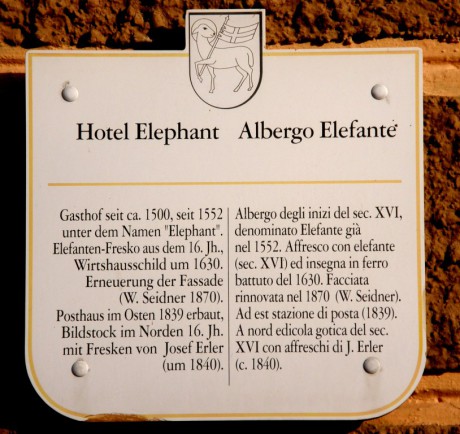 Hotel Elephant Albergo Elefante
Gasthof seit ca. 1500, seit 1552
unter dem Namen "Elephant".
Elefanten-Fresko aus dem 16. Jh.,
Wirtshausschild um 1630.
Erneuerung der Fassade
(W. Seidner 1870).
Posthaus im Osten 1839 erbaut,
Bildstock im Norden 16. Jh.
mit Fresken von Josef Erler
(um 1840).
Albergo degli inizi del sec. XVI,
denominato Elefante già
nel 1552. Affresco con elefante
(sec. XVI) ed insegna in ferro
battuto del 1630. Facciata
rinnovata nel 1870 (W. Seidner).
Ad est stazione di posta (1839).
A nord edicola gotica del sec.
XVI con affreschi di J. Erler
(c. 1840).